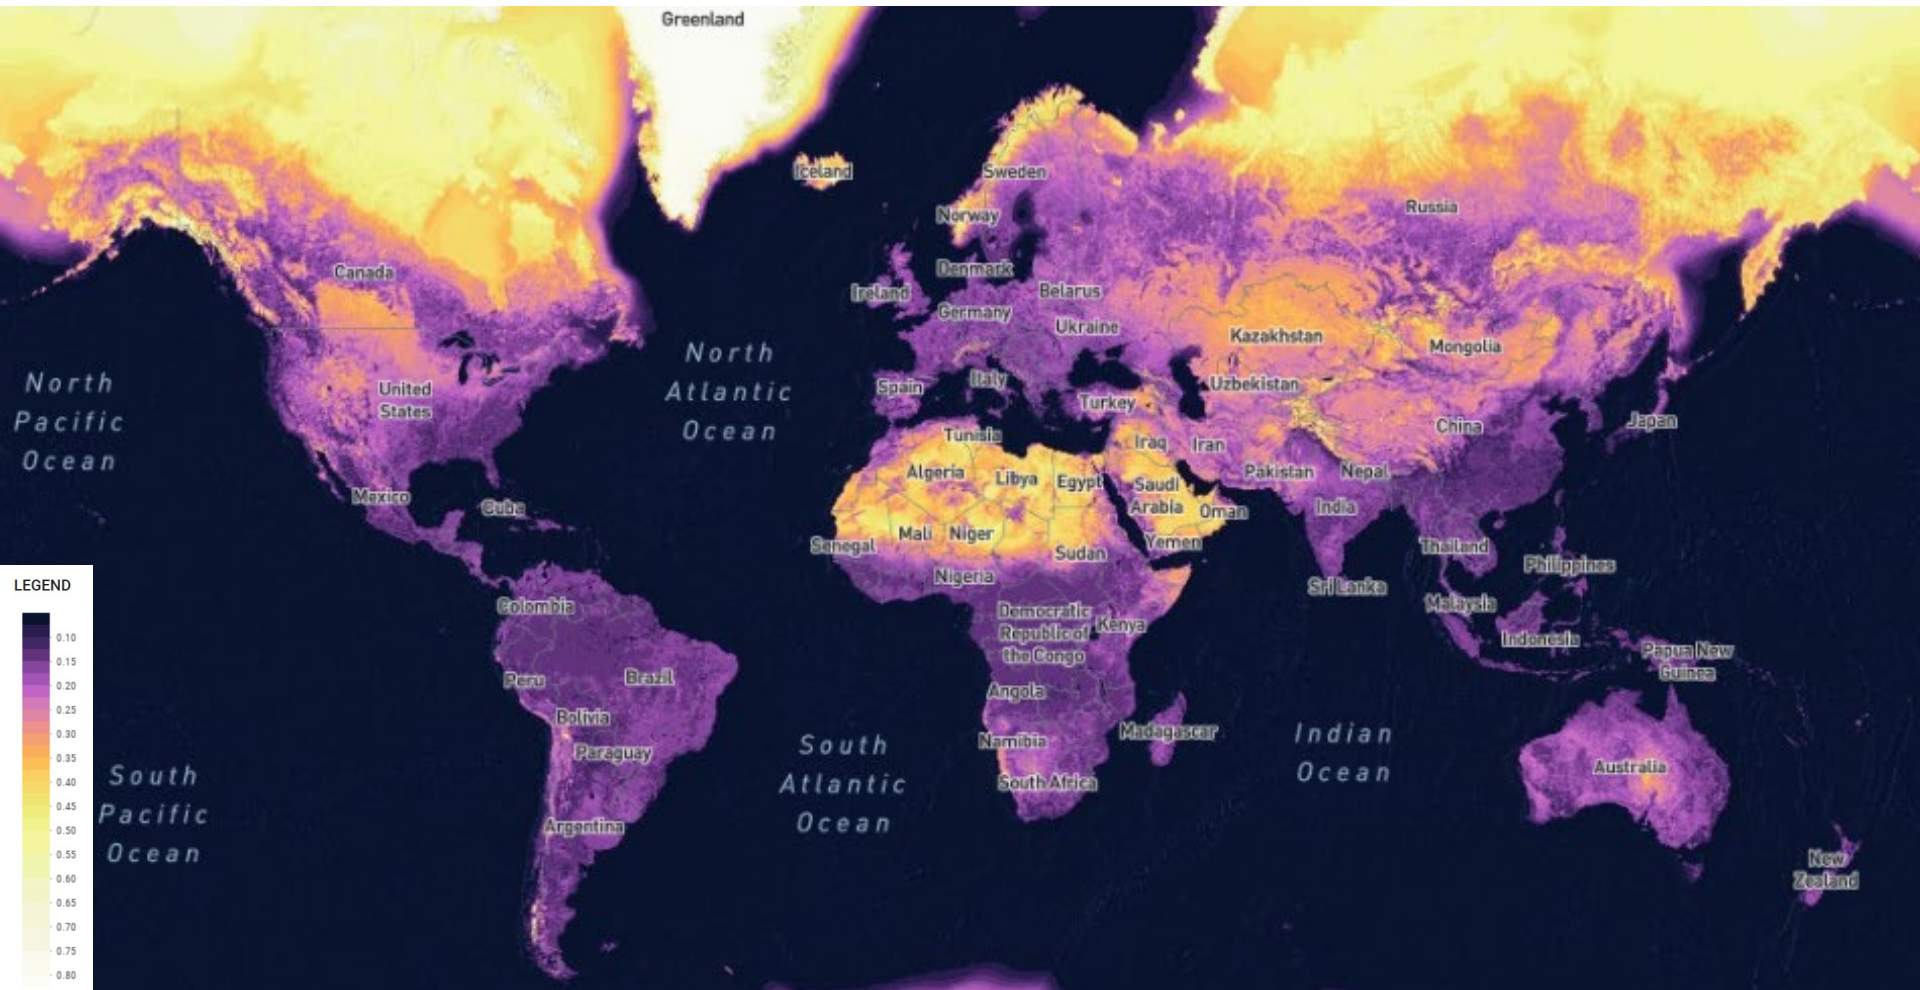 Greenland
Iceland
Sweden
Norway
Russia
Denmark
Canada
Ireland
Belarus
Germany
Ukraine
Kazakhstan
Mongolia
North
Pacific
Ocean
United
States
North
Atlantic
Ocean
Spain
Italy
Turkey
Uzbekistan
China
Japan
Tunisia
Iraq
Iran
Algeria
Libya
Egypt
Saudi
Arabia
Pakistan
Nepal
Mexico
Cuba
Oman
India
Mali
Niger
Senegal
Sudan
Yemen
Thailand
Nigeria
Philippines
Sri Lanka
Malaysia
Colombia
Democratic
Republic of
the Congo
Kenya
Indonesia
Papua New
Guinea
Peru
Brazil
Angola
Bolivia
Paraguay
Namibia
Madagascar
South
Atlantic
Ocean
Indian
Ocean
South Africa
Australia
South
Pacific
Ocean
Argentina
New
Zealand
LEGEND
0.10
0.15
0.20
0.25
0.30
0.35
0.40
0.45
0.50
0.55
0.60
0.65
0.70
0.75
0.80